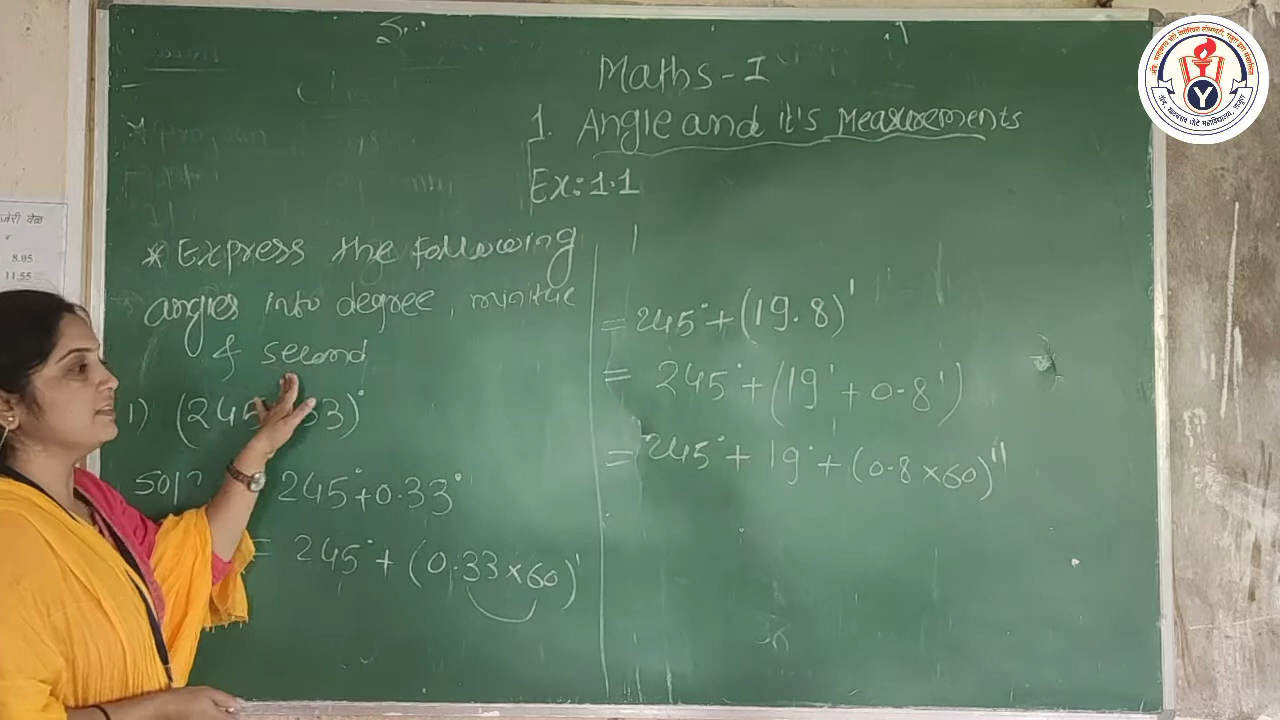 Maths - I
1. Angle and it's Measurements
Ex: 1.1
* Express the following
angles into degree, minitue
& second
1) (245 33)°
Solⁿ 245° + 0.33°
= 245° + (0.33 × 60)'
= 245° + (19.8)'
= 245° + (19' + 0.8')
= 245° + 19' + (0.8 × 60)''
जेरी वेळ
8.05
11.55
Y